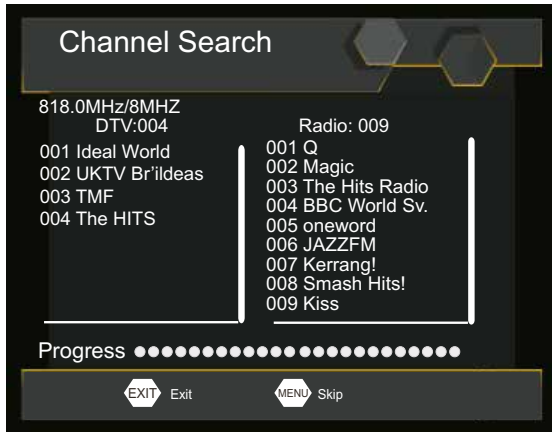 Channel Search
818.0MHz/8MHZ
DTV:004
001 Ideal World
002 UKTV Br'ildeas
003 TMF
004 The HITS
Radio: 009
001 Q
002 Magic
003 The Hits Radio
004 BBC World Sv.
005 oneword
006 JAZZFM
007 Kerrang!
008 Smash Hits!
009 Kiss
Progress
EXIT Exit
MENU Skip